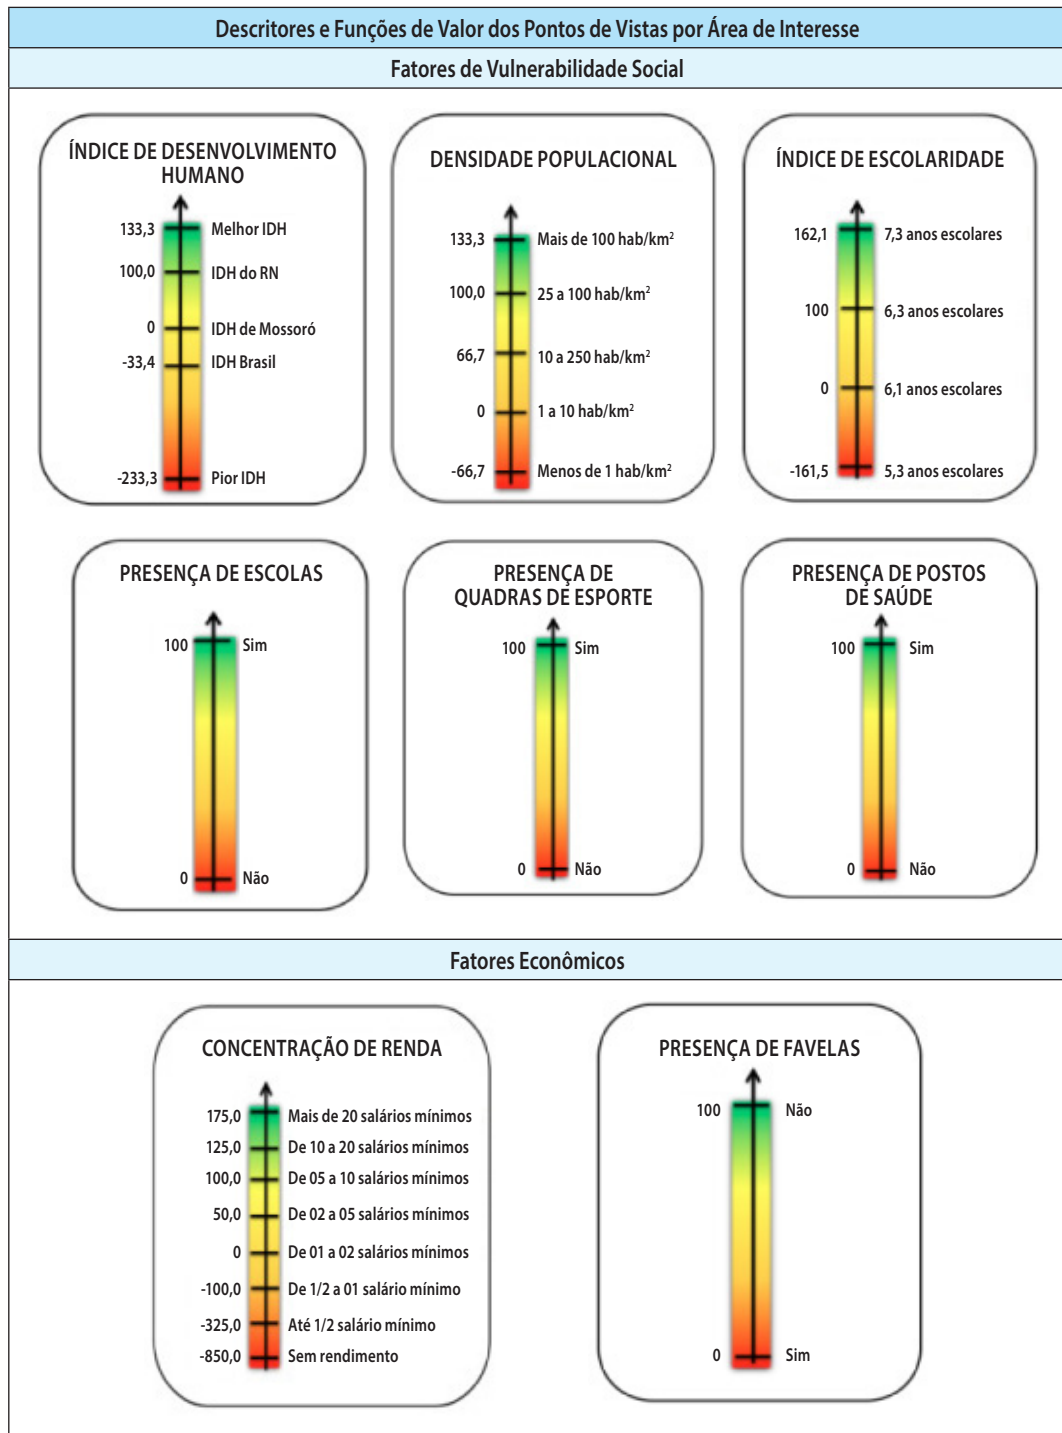 Descritores e Funções de Valor dos Pontos de Vistas por Área de Interesse
Fatores de Vulnerabilidade Social
ÍNDICE DE DESENVOLVIMENTO
HUMANO
133,3 Melhor IDH
100,0 IDH do RN
0 IDH de Mossoró
-33,4 IDH Brasil
-233,3 Pior IDH
DENSIDADE POPULACIONAL
133,3 Mais de 100 hab/km²
100,0 25 a 100 hab/km²
66,7 10 a 250 hab/km²
0 1 a 10 hab/km²
-66,7 Menos de 1 hab/km²
ÍNDICE DE ESCOLARIDADE
162,1 7,3 anos escolares
100 6,3 anos escolares
0 6,1 anos escolares
-161,5 5,3 anos escolares
PRESENÇA DE ESCOLAS
100 Sim
0 Não
PRESENÇA DE
QUADRAS DE ESPORTE
100 Sim
0 Não
PRESENÇA DE POSTOS
DE SAÚDE
100 Sim
0 Não
Fatores Econômicos
CONCENTRAÇÃO DE RENDA
175,0 Mais de 20 salários mínimos
125,0 De 10 a 20 salários mínimos
100,0 De 05 a 10 salários mínimos
50,0 De 02 a 05 salários mínimos
0 De 01 a 02 salários mínimos
-100,0 De 1/2 a 01 salário mínimo
-325,0 Até 1/2 salário mínimo
-850,0 Sem rendimento
PRESENÇA DE FAVELAS
100 Não
0 Sim